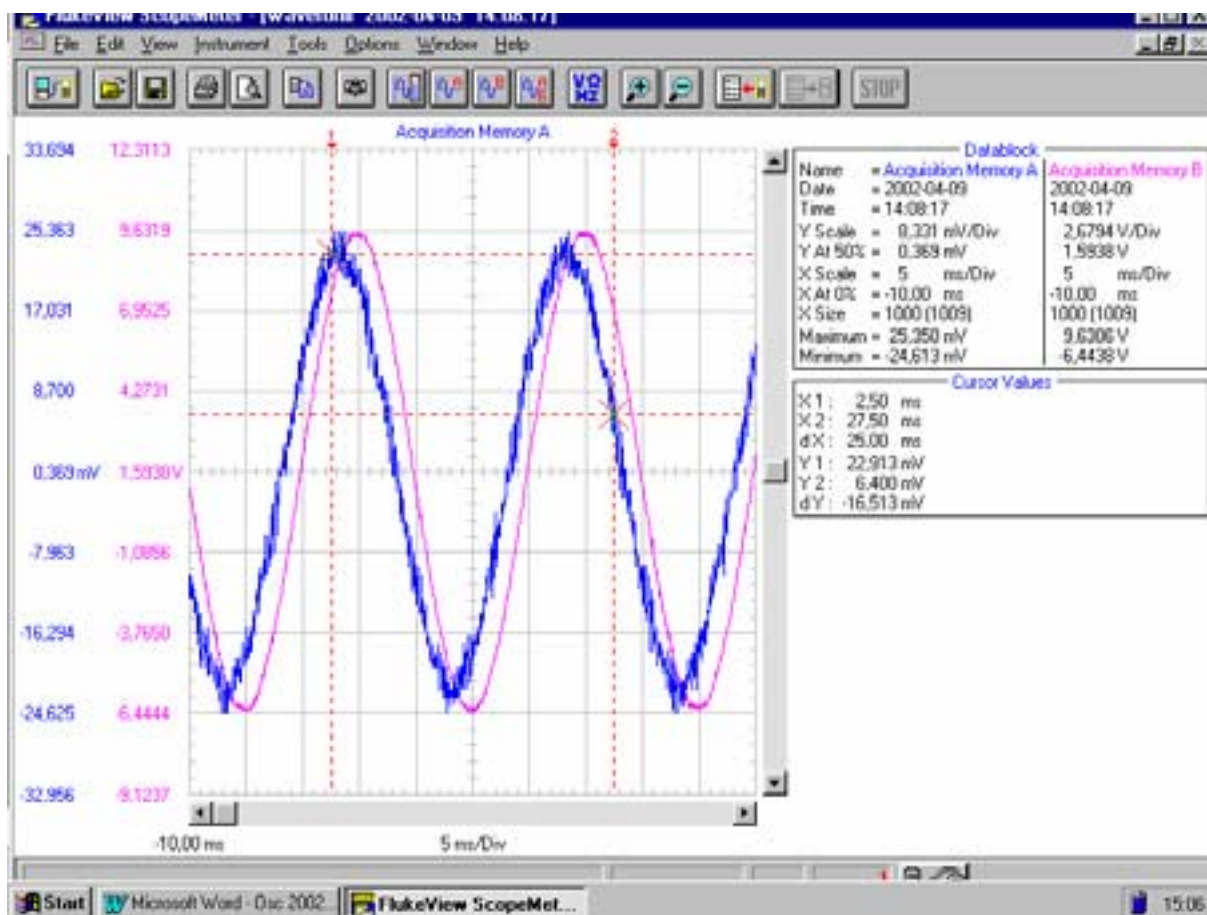 FlukeView ScopeMeter - [Waveform 2002-04-09 14:08:17]
File Edit View Instrument Tools Options Window Help
STOP
Acquisition Memory A
33,694 12,3113
25,363 9,6319
17,031 6,9525
8,700 4,2731
0,369 mV 1,5938 V
-7,963 -1,0856
-16,294 -3,7650
-24,625 -6,4444
-32,956 -9,1237
-10,00 ms 5 ms/Div
Datablock
Name = Acquisition Memory A Acquisition Memory B
Date = 2002-04-09 2002-04-09
Time = 14:08:17 14:08:17
Y Scale = 8,331 mV/Div 2,6794 V/Div
Y At 50% = 0,369 mV 1,5938 V
X Scale = 5 ms/Div 5 ms/Div
X At 0% = -10,00 ms -10,00 ms
X Size = 1000 (1009) 1000 (1009)
Maximum = 25,350 mV 9,6306 V
Minimum = -24,613 mV -6,4438 V
Cursor Values
X 1 : 2,50 ms
X 2 : 27,50 ms
dX : 25,00 ms
Y 1 : 22,913 mV
Y 2 : 6,400 mV
dY : -16,513 mV
Start Microsoft Word - Osc 2002... FlukeView ScopeMet... 15:06